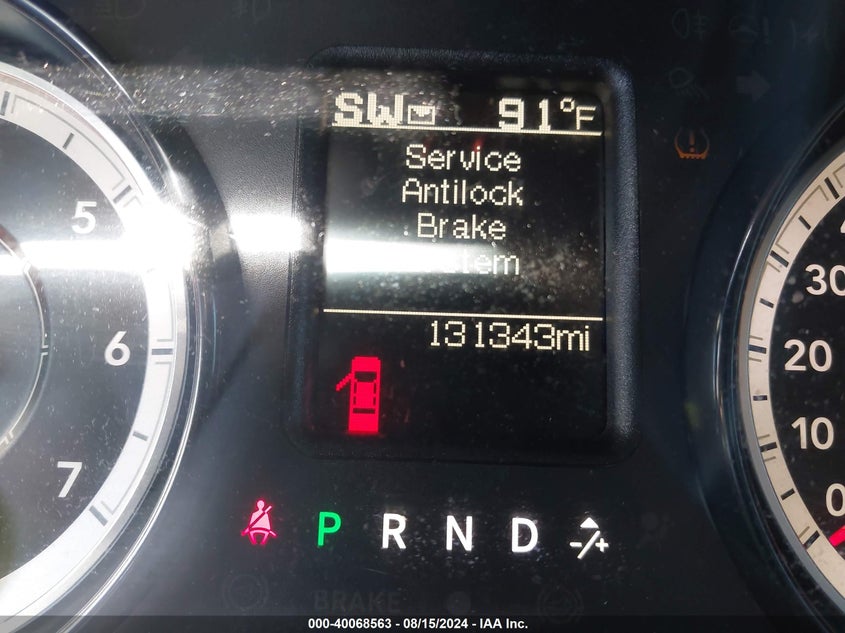 SW 91°F
Service
Antilock
Brake
131343mi
5
6
7
30
20
10
0
P R N D -/+
BRAKE
000-40068563 - 08/15/2024 - IAA Inc.